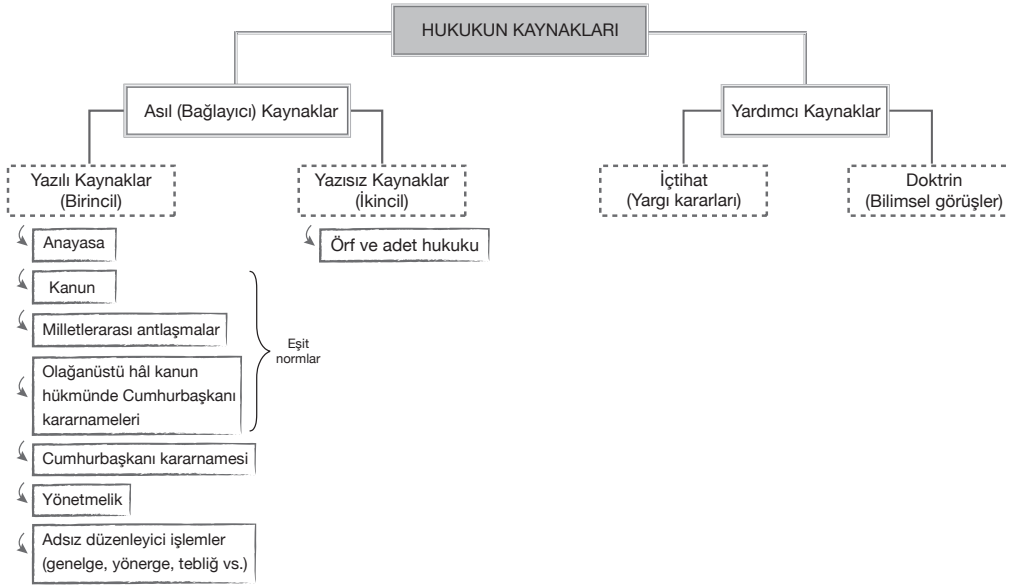 HUKUKUN KAYNAKLARI
Asıl (Bağlayıcı) Kaynaklar
Yardımcı Kaynaklar
Yazılı Kaynaklar
(Birincil)
Yazısız Kaynaklar
(İkincil)
İçtihat
(Yargı kararları)
Doktrin
(Bilimsel görüşler)
Anayasa
Örf ve adet hukuku
Kanun
Milletlerarası antlaşmalar
Olağanüstü hâl kanun
hükmünde Cumhurbaşkanı
kararnameleri
Eşit
normlar
Cumhurbaşkanı kararnamesi
Yönetmelik
Adsız düzenleyici işlemler
(genelge, yönerge, tebliğ vs.)